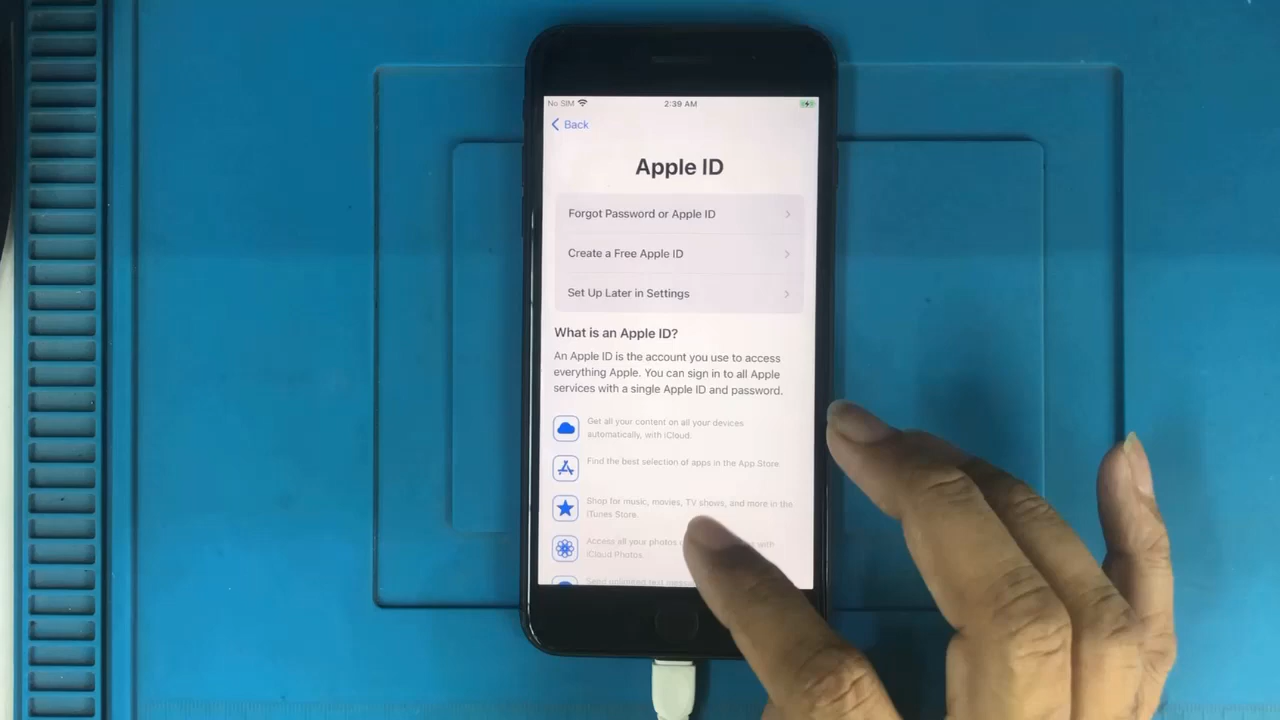 No SIM 2:39 AM
Back
Apple ID
Forgot Password or Apple ID
Create a Free Apple ID
Set Up Later in Settings
What is an Apple ID?
An Apple ID is the account you use to access
everything Apple. You can sign in to all Apple
services with a single Apple ID and password.
Get all your content on all your devices
automatically, with iCloud.
Find the best selection of apps in the App Store
Shop for music, movies, TV shows, and more in the
iTunes Store.
Access all your photos with
iCloud Photos.
Send unlimited text